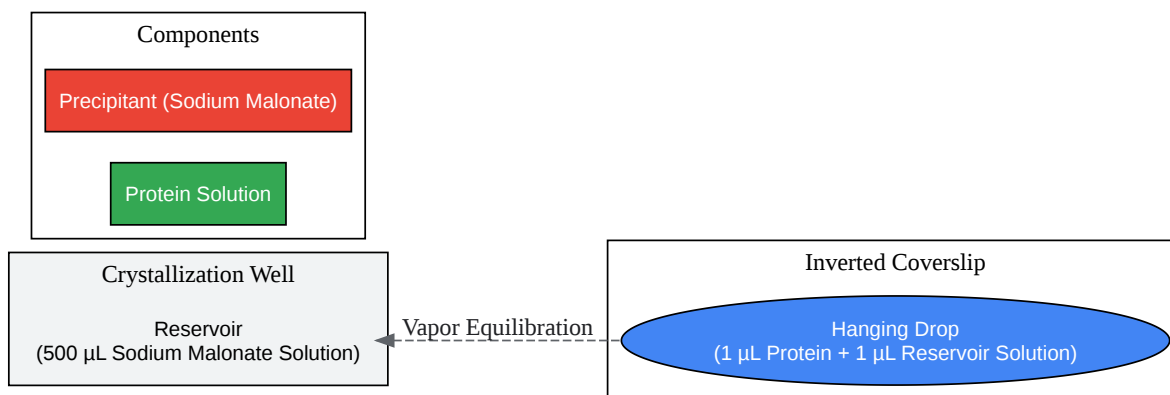 Components
Precipitant (Sodium Malonate)
Protein Solution
Crystallization Well
Reservoir
(500 µL Sodium Malonate Solution)
Vapor Equilibration
Inverted Coverslip
Hanging Drop
(1 µL Protein + 1 µL Reservoir Solution)